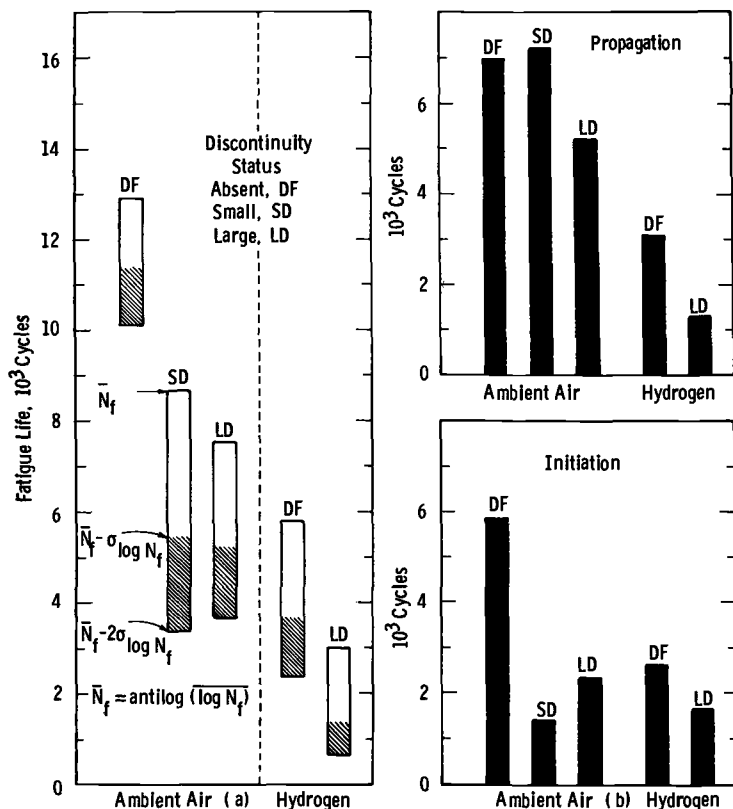 16
14
12
10
8
6
4
2
0
Fatigue Life, 10³ Cycles
Discontinuity
Status
Absent, DF
Small, SD
Large, LD
DF
SD
LD
DF
LD
N̅f
N̅f-σlog Nf
N̅f-2σlog Nf
N̅f = antilog (log Nf)
Ambient Air (a) Hydrogen
Propagation
6
4
2
0
10³ Cycles
DF
SD
LD
DF
LD
Ambient Air Hydrogen
Initiation
6
4
2
0
10³ Cycles
DF
SD
LD
DF
LD
Ambient Air (b) Hydrogen